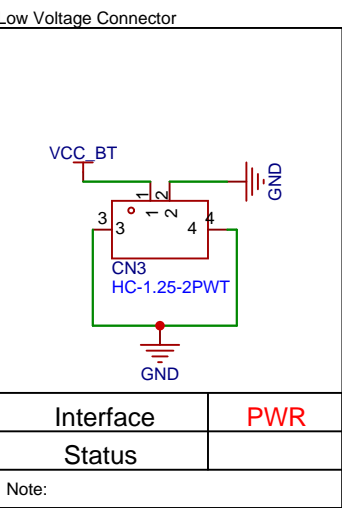 Low Voltage Connector
VCC_BT
GND
1 2
1 2
3 3 4 4
CN3
HC-1.25-2PWT
GND
Interface PWR
Status
Note: